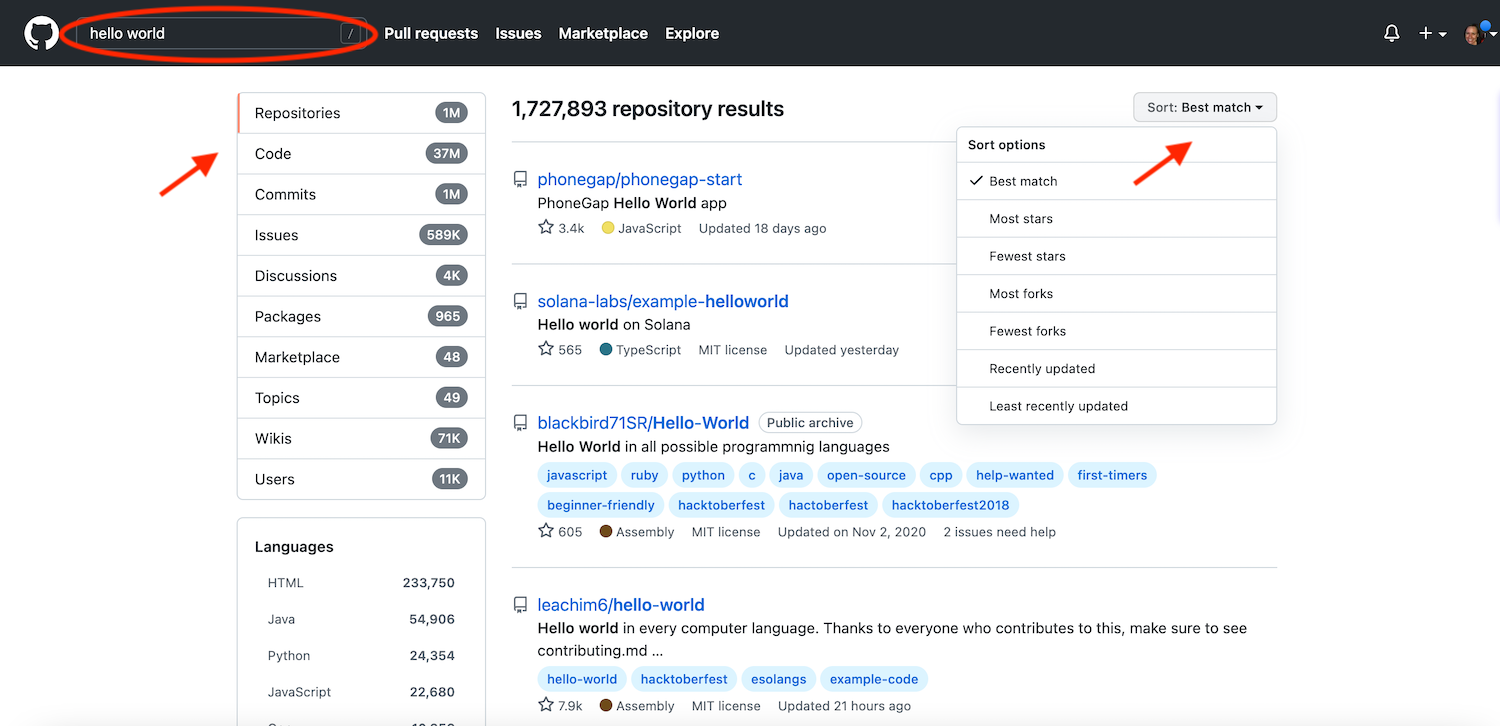 hello world
/
Pull requests
Issues
Marketplace
Explore
Repositories 1M
Code 37M
Commits 1M
Issues 589K
Discussions 4K
Packages 965
Marketplace 48
Topics 49
Wikis 71K
Users 11K
Languages
HTML 233,750
Java 54,906
Python 24,354
JavaScript 22,680
1,727,893 repository results
Sort: Best match
Sort options
Best match
Most stars
Fewest stars
Most forks
Fewest forks
Recently updated
Least recently updated
phonegap/phonegap-start
PhoneGap Hello World app
3.4k JavaScript Updated 18 days ago
solana-labs/example-helloworld
Hello world on Solana
565 TypeScript MIT license Updated yesterday
blackbird71SR/Hello-World Public archive
Hello World in all possible programmnig languages
javascript ruby python c java open-source cpp help-wanted first-timers
beginner-friendly hacktoberfest hactoberfest hacktoberfest2018
605 Assembly MIT license Updated on Nov 2, 2020 2 issues need help
leachim6/hello-world
Hello world in every computer language. Thanks to everyone who contributes to this, make sure to see
contributing.md ...
hello-world hacktoberfest esolangs example-code
7.9k Assembly MIT license Updated 21 hours ago